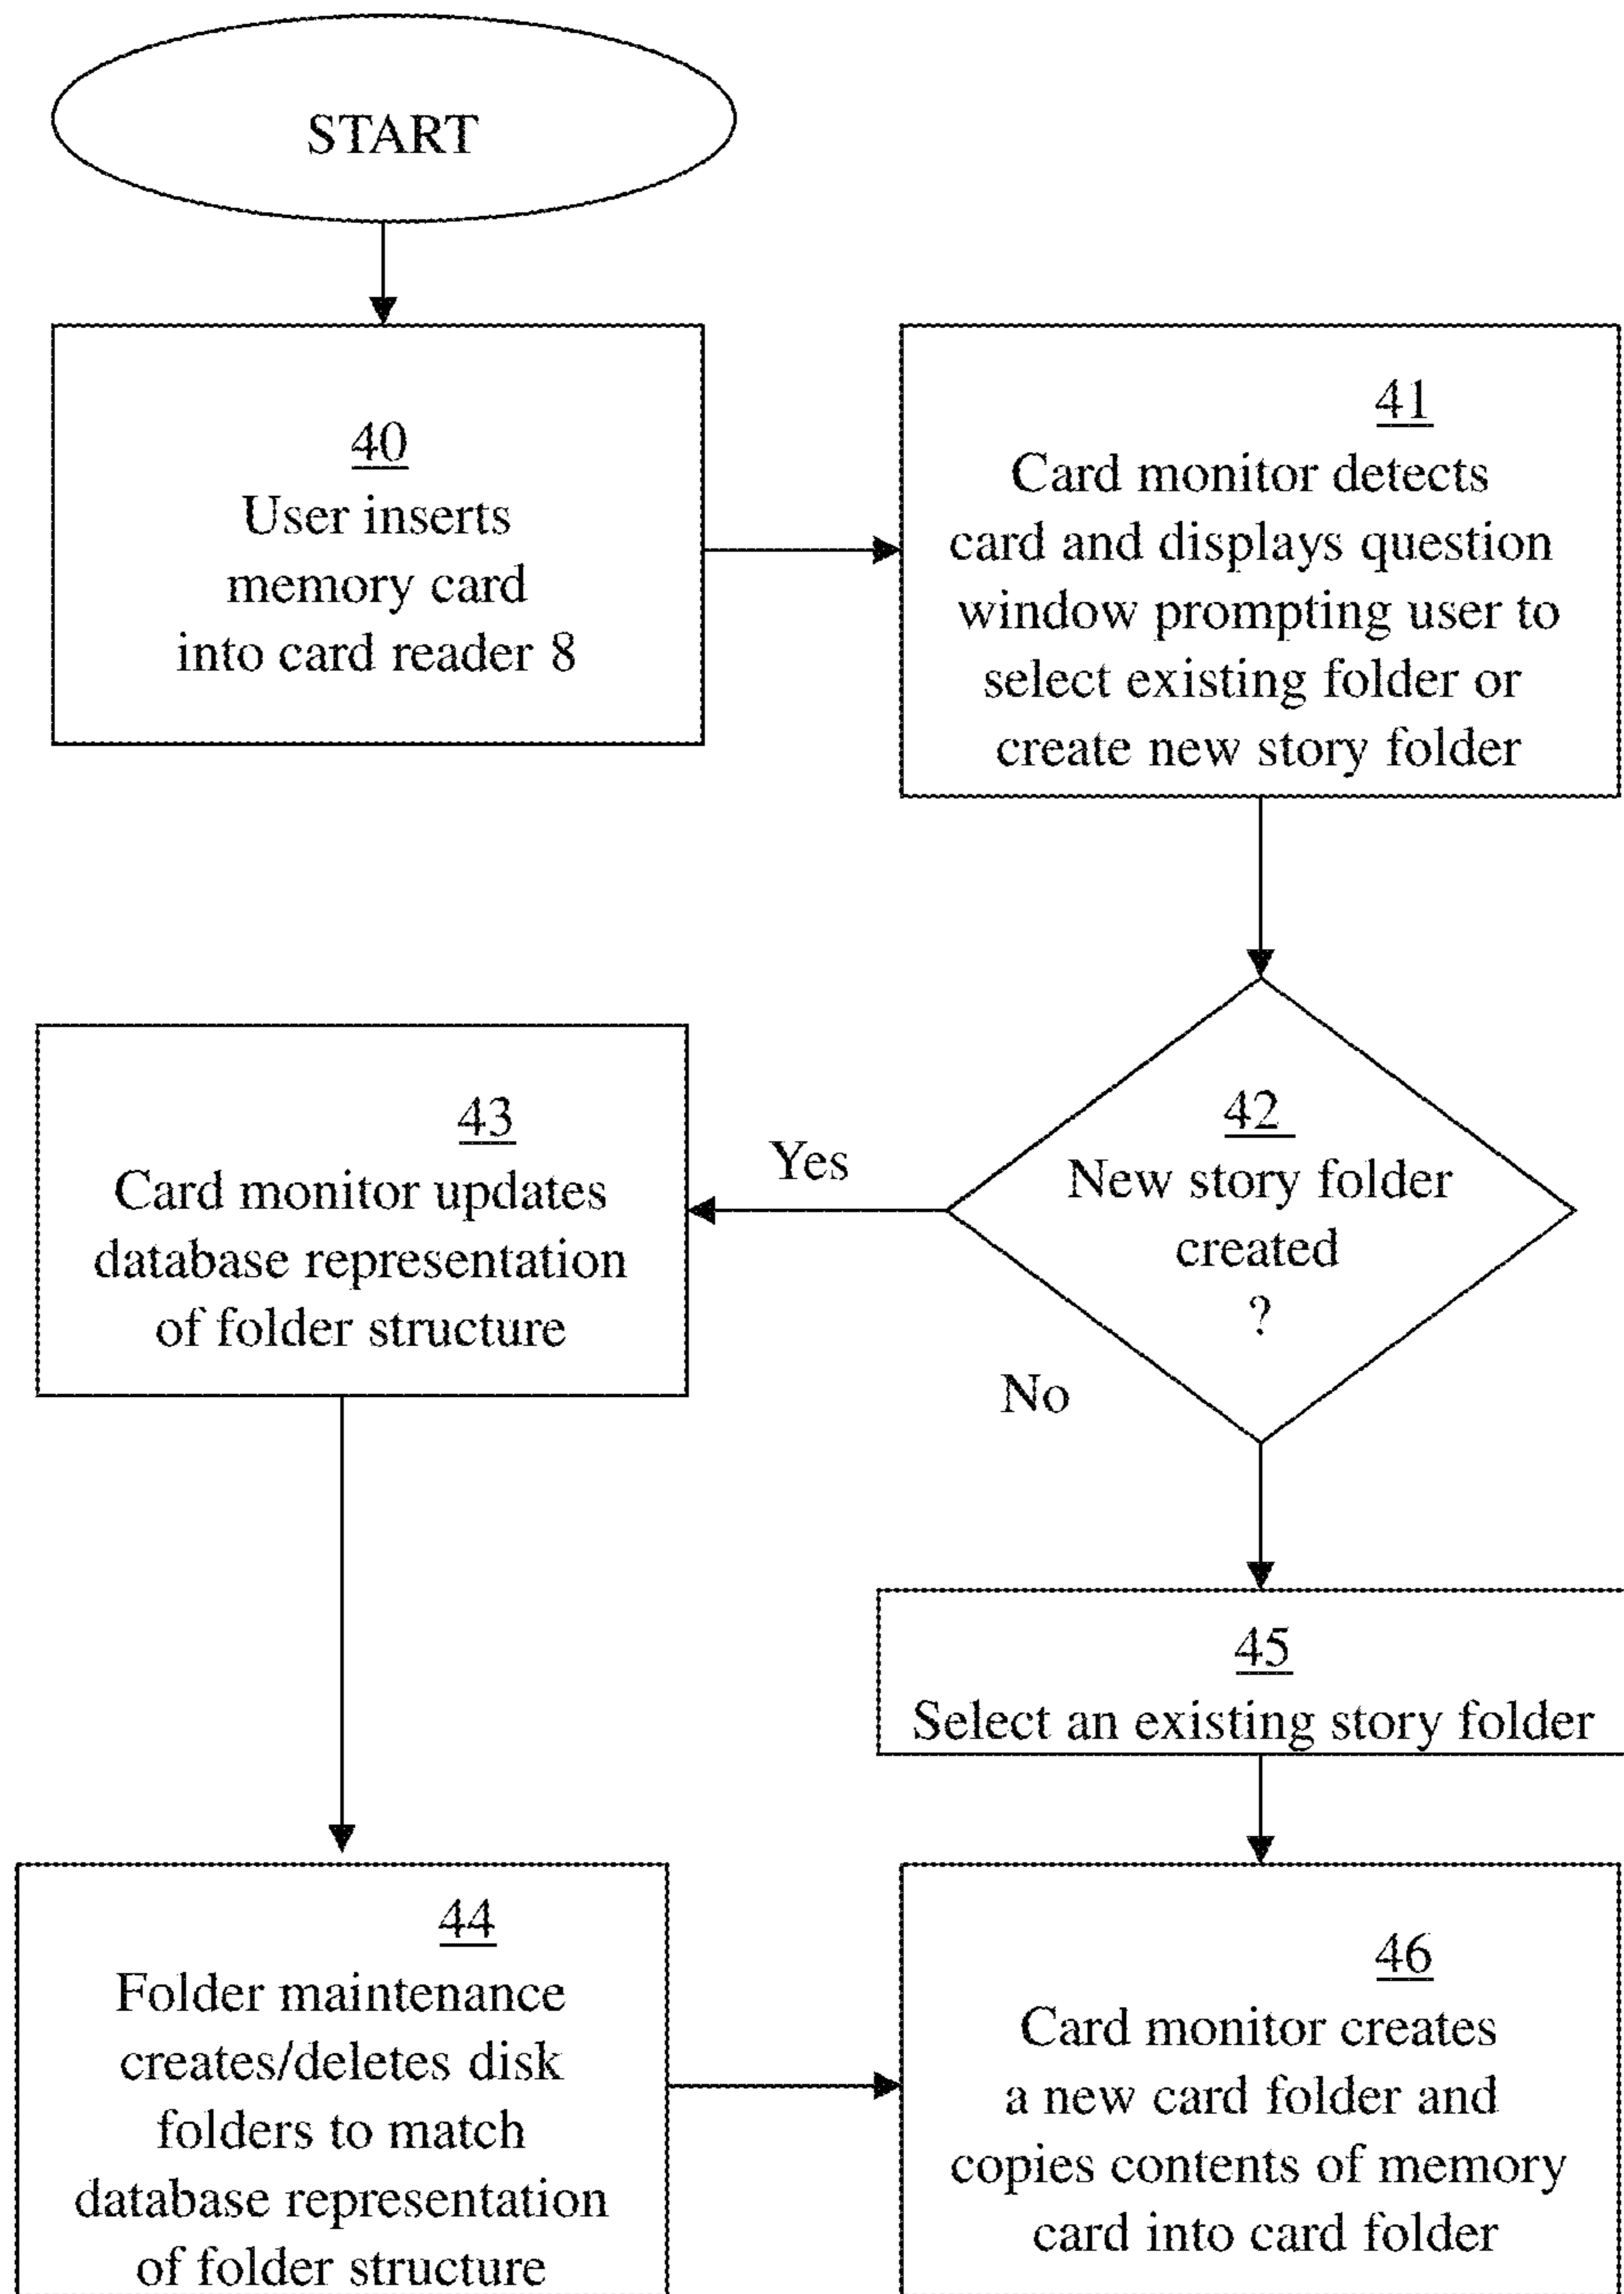 START
40
User inserts
memory card
into card reader 8
41
Card monitor detects
card and displays question
window prompting user to
select existing folder or
create new story folder
42
New story folder
created
?
Yes
No
43
Card monitor updates
database representation
of folder structure
45
Select an existing story folder
44
Folder maintenance
creates/deletes disk
folders to match
database representation
of folder structure
46
Card monitor creates
a new card folder and
copies contents of memory
card into card folder